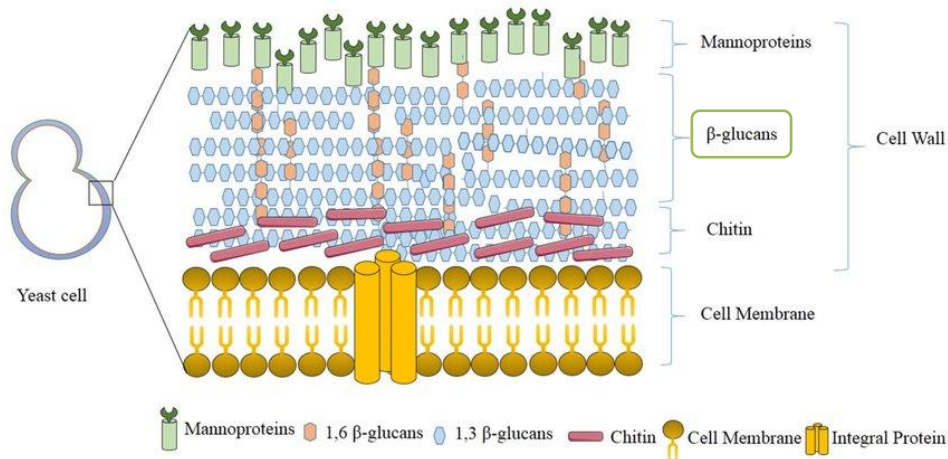 Mannoproteins
β-glucans
Cell Wall
Chitin
Yeast cell
Cell Membrane
Mannoproteins
1,6 β-glucans
1,3 β-glucans
Chitin
Cell Membrane
Integral Protein